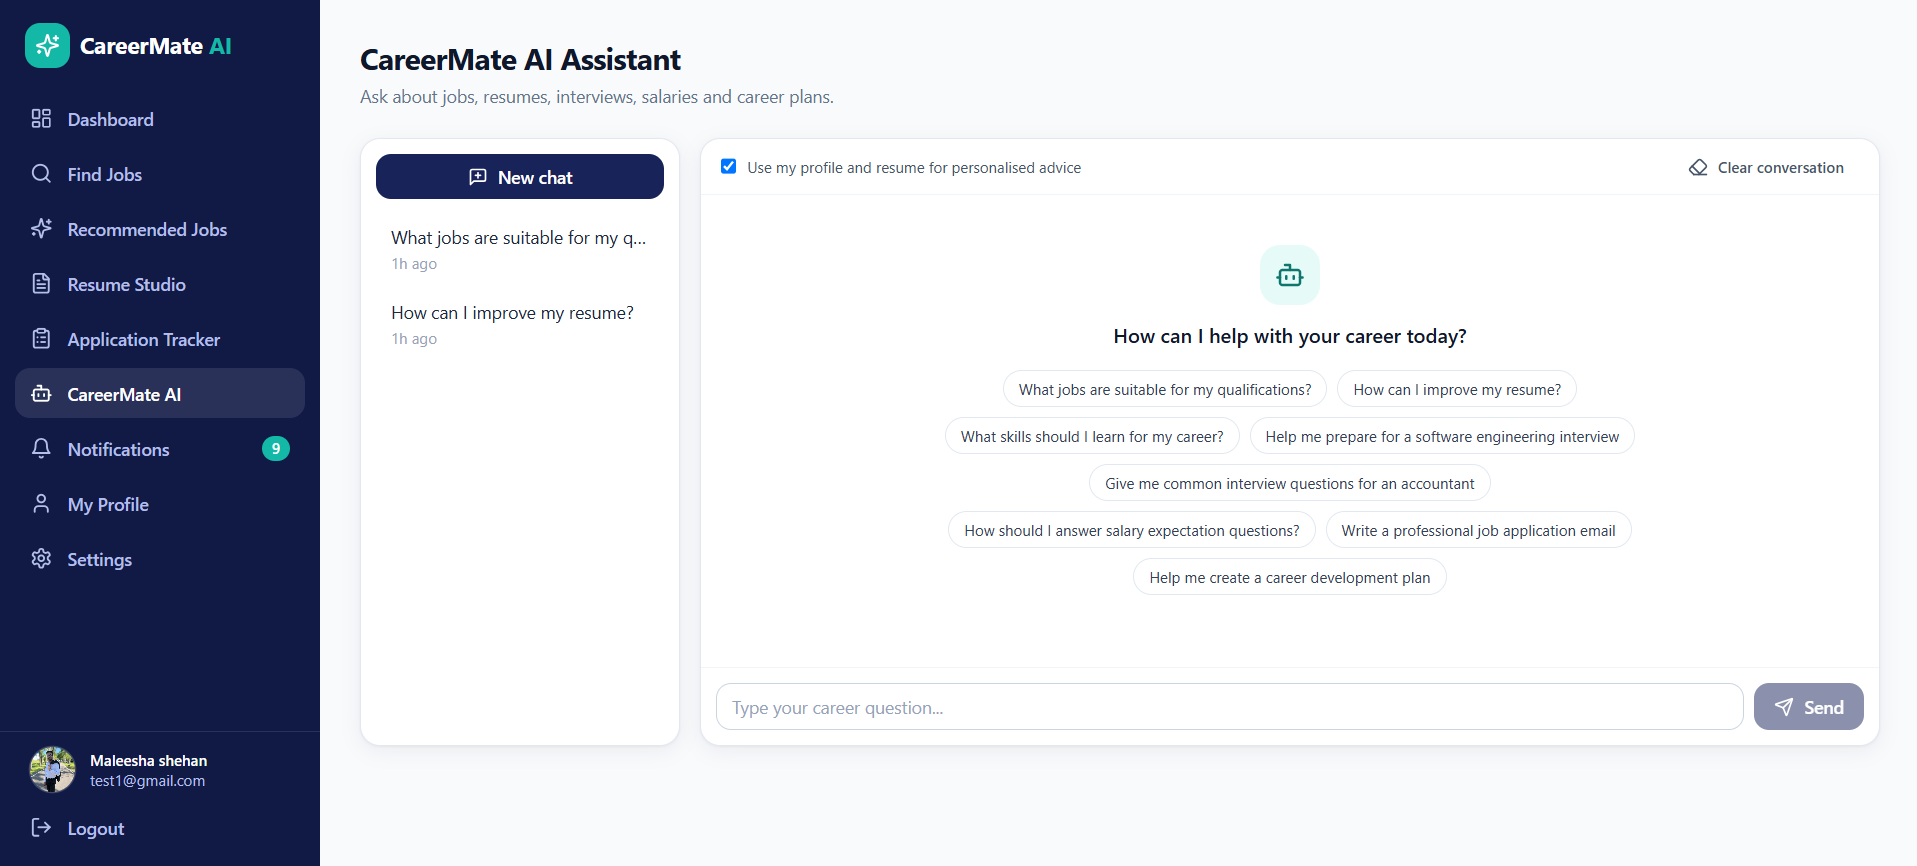 CareerMate AI
Dashboard
Find Jobs
Recommended Jobs
Resume Studio
Application Tracker
CareerMate AI
Notifications 9
My Profile
Settings
Maleesha shehan
test1@gmail.com
Logout
CareerMate AI Assistant
Ask about jobs, resumes, interviews, salaries and career plans.
New chat
What jobs are suitable for my q...
1h ago
How can I improve my resume?
1h ago
Use my profile and resume for personalised advice
Clear conversation
How can I help with your career today?
What jobs are suitable for my qualifications?
How can I improve my resume?
What skills should I learn for my career?
Help me prepare for a software engineering interview
Give me common interview questions for an accountant
How should I answer salary expectation questions?
Write a professional job application email
Help me create a career development plan
Type your career question...
Send